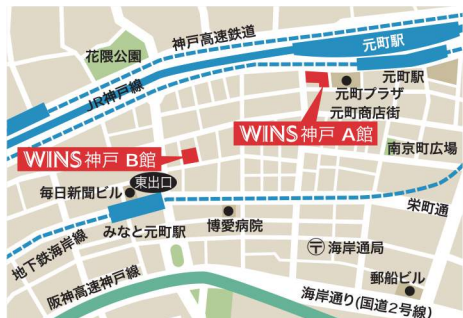 神戸高速鉄道
元町駅
花隈公園
元町駅
JR神戸線
元町プラザ
元町商店街
WINS神戸 A館
南京町広場
WINS神戸 B館
東出口
毎日新聞ビル
栄町通
みなと元町駅
博愛病院
地下鉄海岸線
〒海岸通局
阪神高速神戸線
郵船ビル
海岸通り(国道2号線)